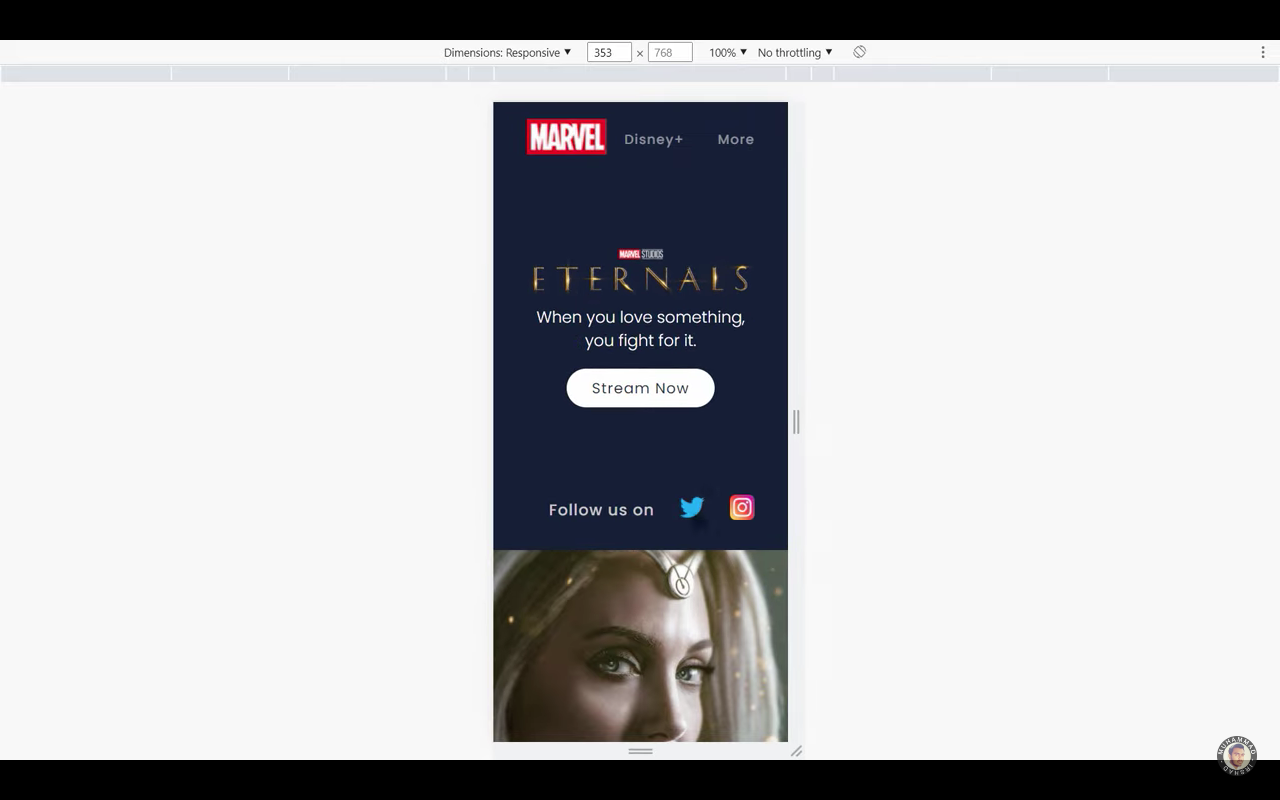 Dimensions: Responsive ▼ 353 × 768 100% ▼ No throttling ▼
MARVEL Disney+ More
MARVEL STUDIOS
ETERNALS
When you love something,
you fight for it.
Stream Now
Follow us on
MUHAMMAD